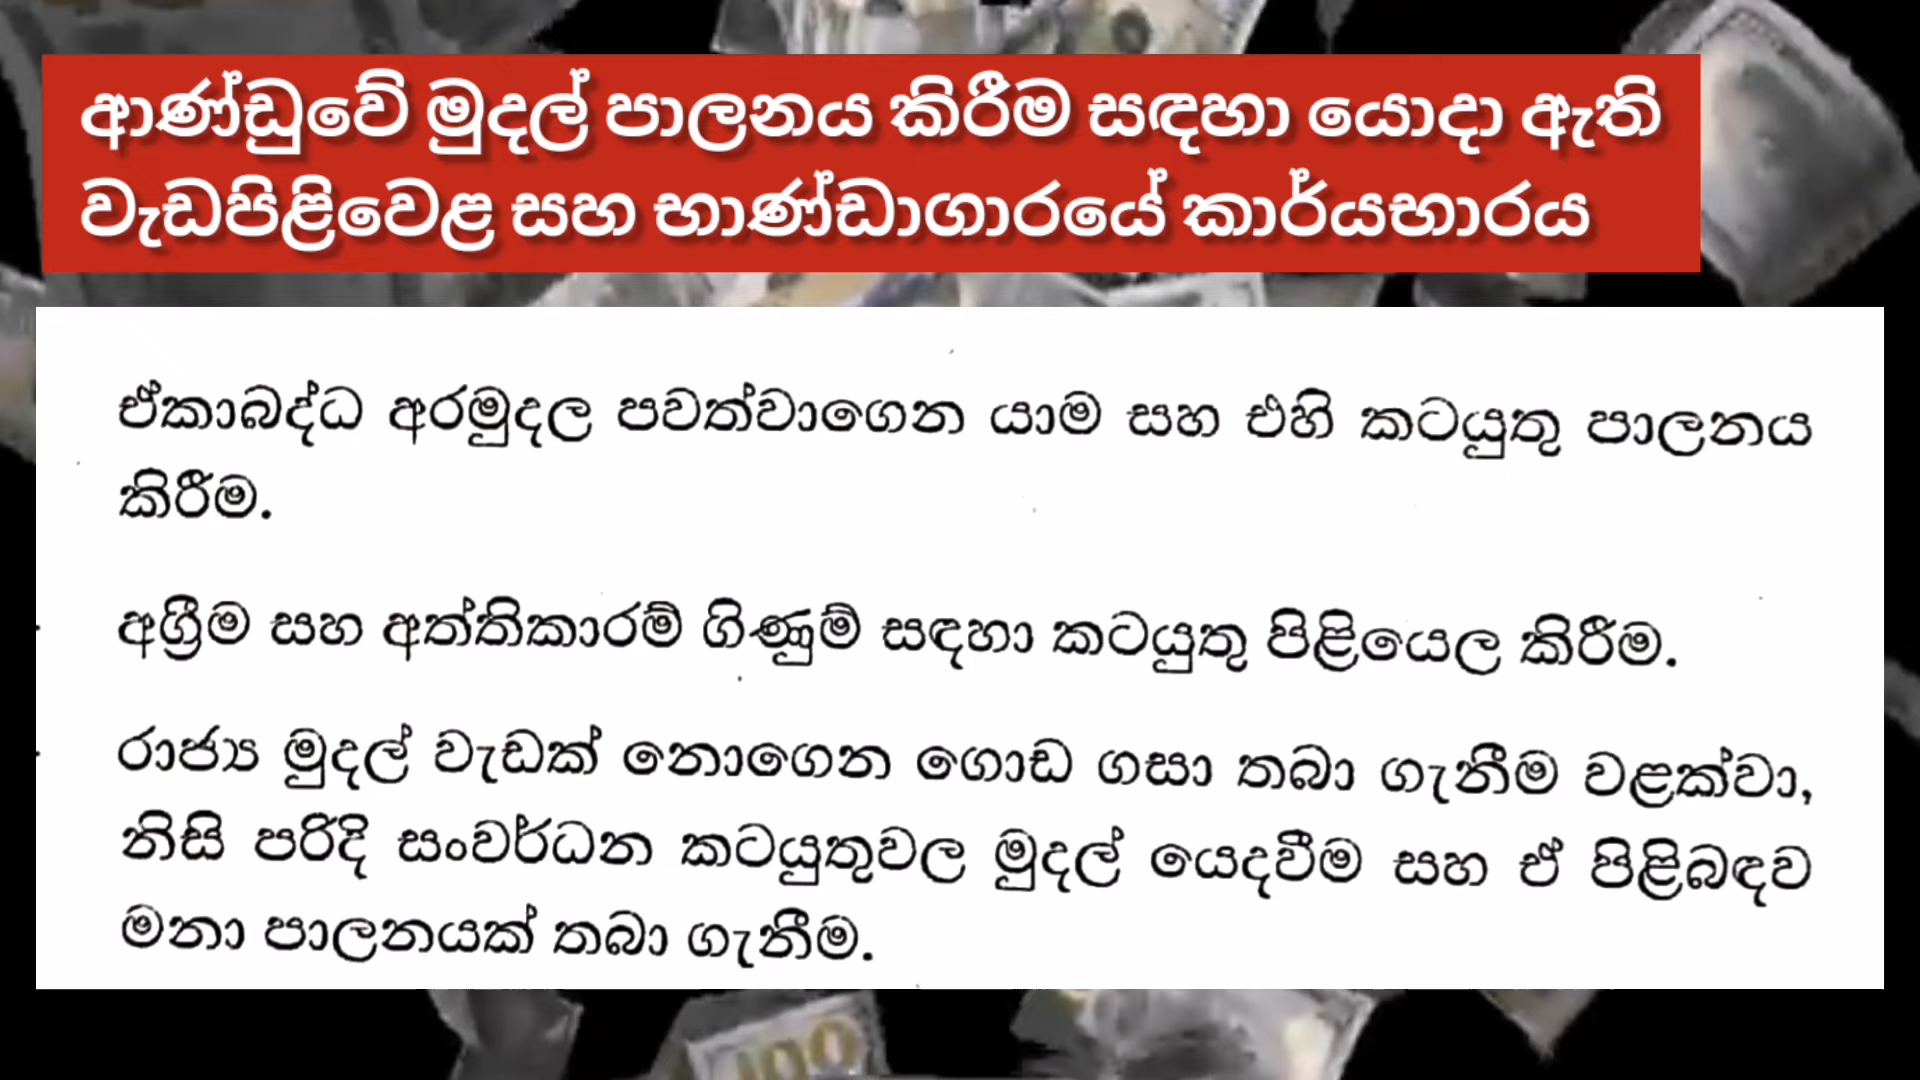 ආණ්ඩුවේ මුදල් පාලනය කිරීම සඳහා යොදා ඇති
වැඩපිළිවෙළ සහ භාණ්ඩාගාරයේ කාර්යභාරය
ඒකාබද්ධ අරමුදල පවත්වාගෙන යාම සහ එහි කටයුතු පාලනය
කිරීම.
අග්‍රීම සහ අත්තිකාරම් ගිණුම් සඳහා කටයුතු පිළියෙල කිරීම.
රාජ්‍ය මුදල් වැඩක් නොගෙන ගොඩ ගසා තබා ගැනීම වළක්වා,
නිසි පරිදි සංවර්ධන කටයුතුවල මුදල් යෙදවීම සහ ඒ පිළිබඳව
මනා පාලනයක් තබා ගැනීම.
100